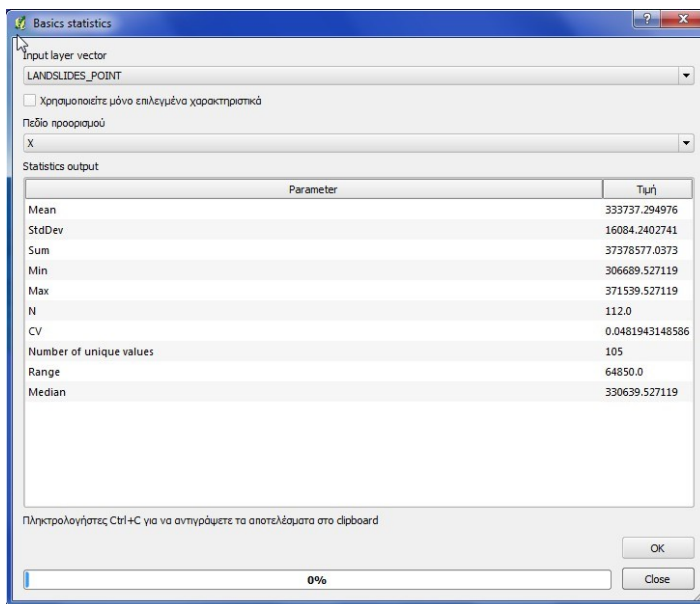 Basics statistics
Input layer vector
LANDSLIDES_POINT
Χρησιμοποιείτε μόνο επιλεγμένα χαρακτηριστικά
Πεδίο προορισμού
X
Statistics output
Parameter Τιμή
Mean 333737.294976
StdDev 16084.2402741
Sum 37378577.0373
Min 306689.527119
Max 371539.527119
N 112.0
CV 0.0481943148586
Number of unique values 105
Range 64850.0
Median 330639.527119
Πληκτρολογήστες Ctrl+C για να αντιγράψετε τα αποτελέσματα στο clipboard
OK
0% Close